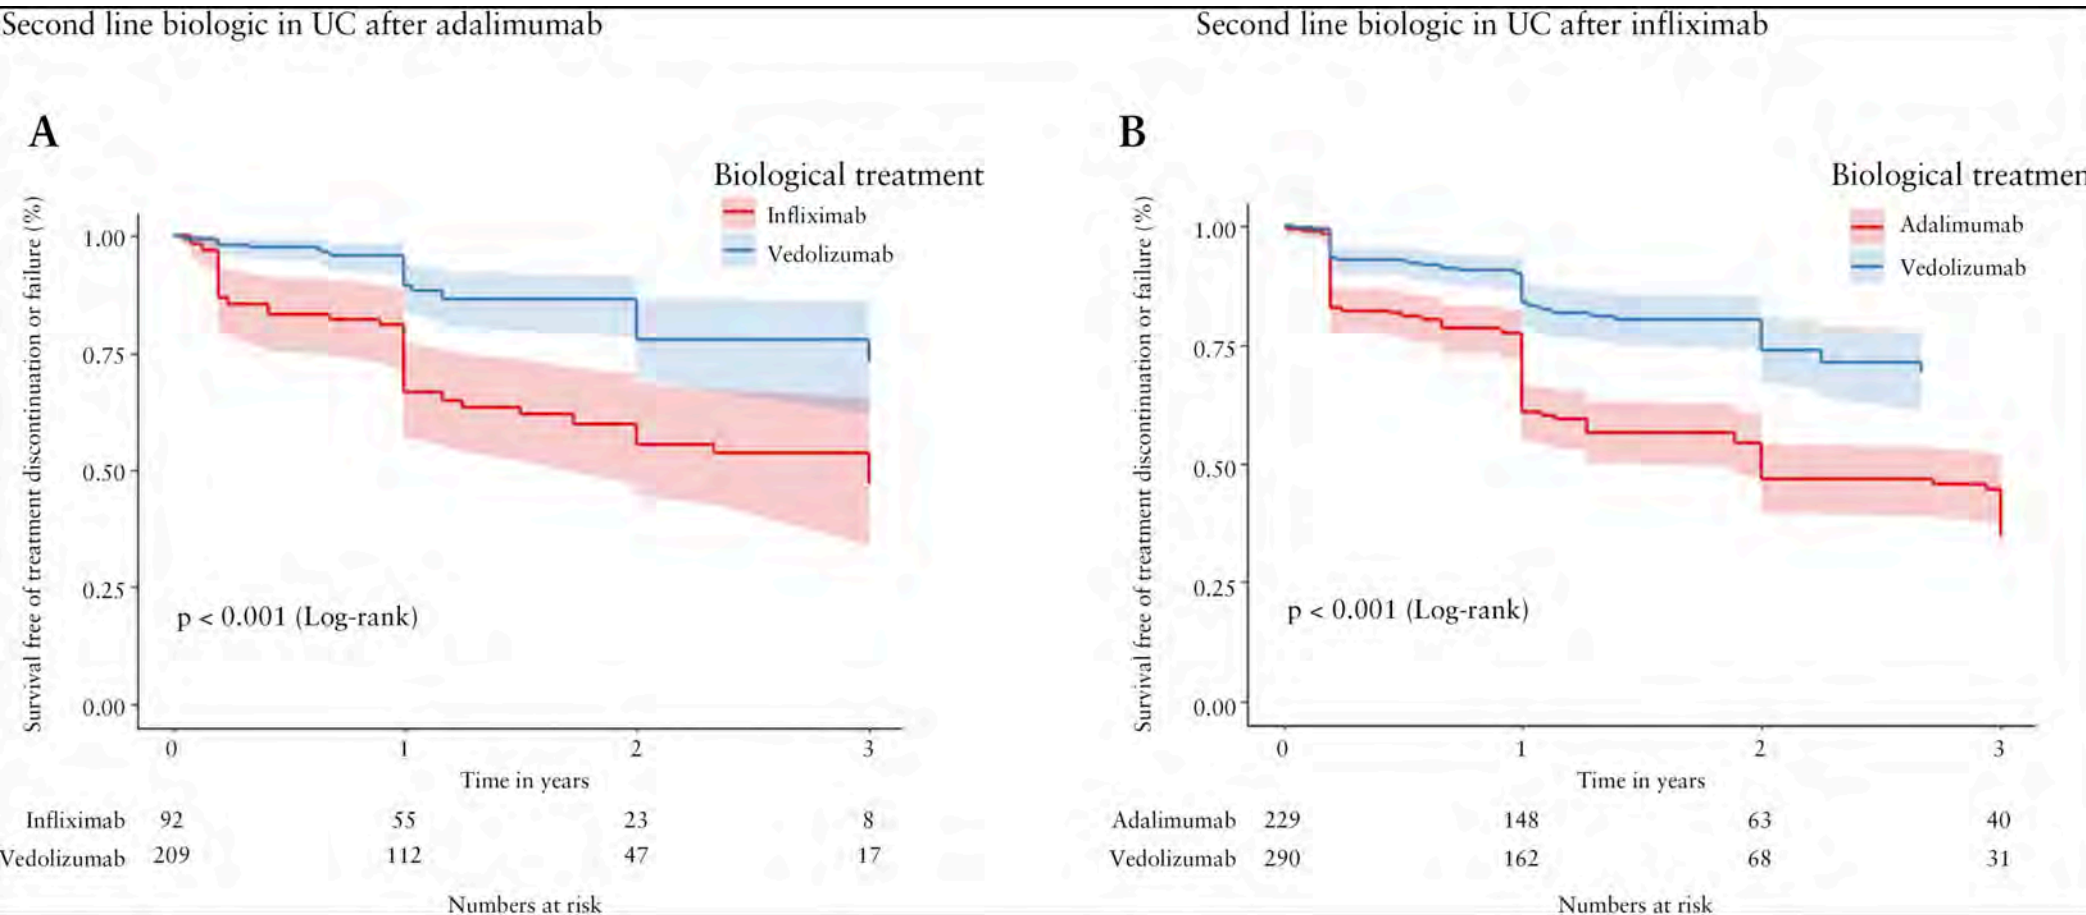 Second line biologic in UC after adalimumab
A
Biological treatment
Infliximab
Vedolizumab
Survival free of treatment discontinuation or failure (%)
1.00
0.75
0.50
0.25
0.00
p < 0.001 (Log-rank)
0 1 2 3
Time in years
Infliximab 92 55 23 8
Vedolizumab 209 112 47 17
Numbers at risk
Second line biologic in UC after infliximab
B
Biological treatmen
Adalimumab
Vedolizumab
Survival free of treatment discontinuation or failure (%)
1.00
0.75
0.50
0.25
0.00
p < 0.001 (Log-rank)
0 1 2 3
Time in years
Adalimumab 229 148 63 40
Vedolizumab 290 162 68 31
Numbers at risk